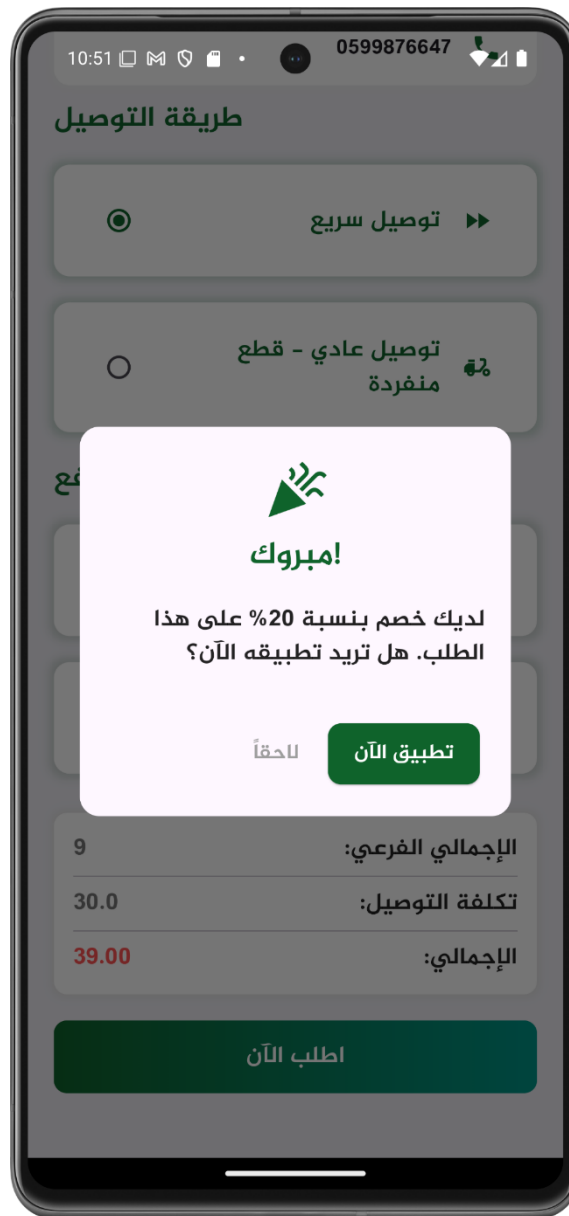 10:51
0599876647
طريقة التوصيل
توصيل سريع
توصيل عادي - قطع
منفردة
!مبروك
لديك خصم بنسبة 20% على هذا
الطلب. هل تريد تطبيقه الآن؟
تطبيق الآن
لاحقاً
الإجمالي الفرعي: 9
تكلفة التوصيل: 30.0
الإجمالي: 39.00
اطلب الآن